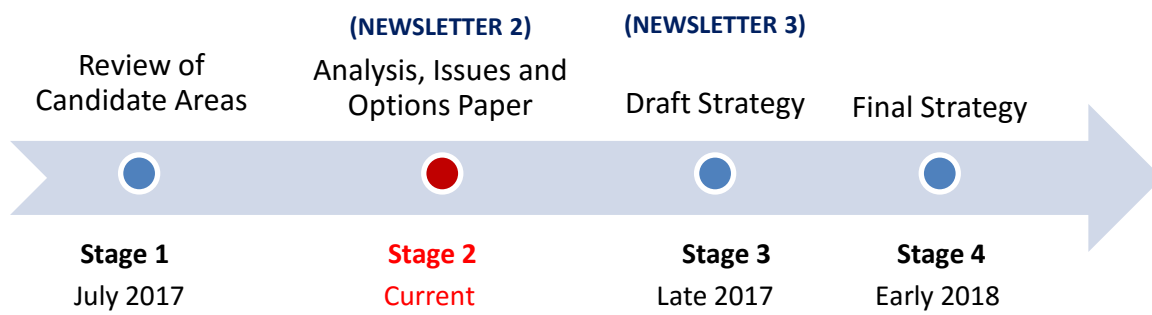 (NEWSLETTER 2)
(NEWSLETTER 3)
Review of
Candidate Areas
Analysis, Issues and
Options Paper
Draft Strategy
Final Strategy
Stage 1
July 2017
Stage 2
Current
Stage 3
Late 2017
Stage 4
Early 2018